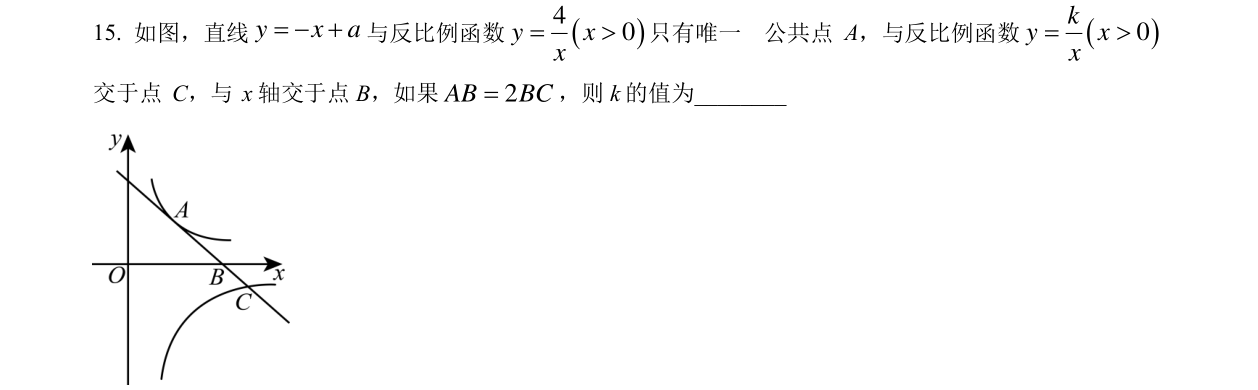 15. 如图，直线 y = −x + a 与反比例函数 y = 4/x (x > 0) 只有唯一 公共点 A，与反比例函数 y = k/x (x > 0)
交于点 C，与 x 轴交于点 B，如果 AB = 2BC，则 k 的值为________
y
A
O
B
x
C